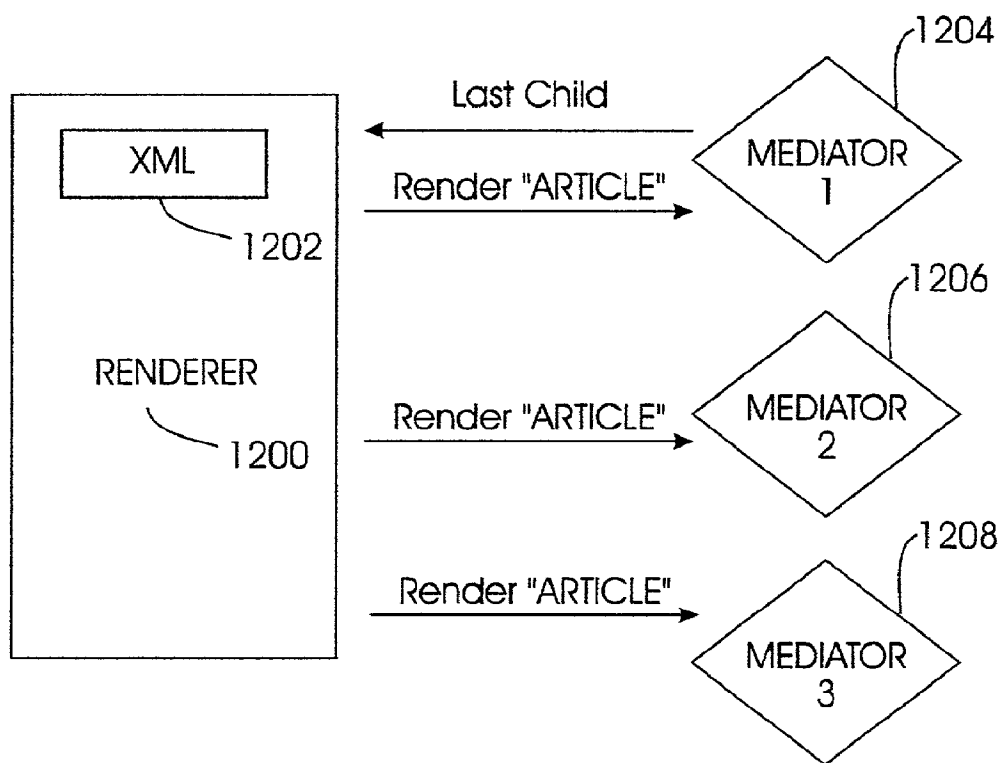 1204
Last Child
XML
MEDIATOR
1
Render "ARTICLE"
1202
1206
RENDERER
MEDIATOR
2
Render "ARTICLE"
1200
1208
Render "ARTICLE"
MEDIATOR
3